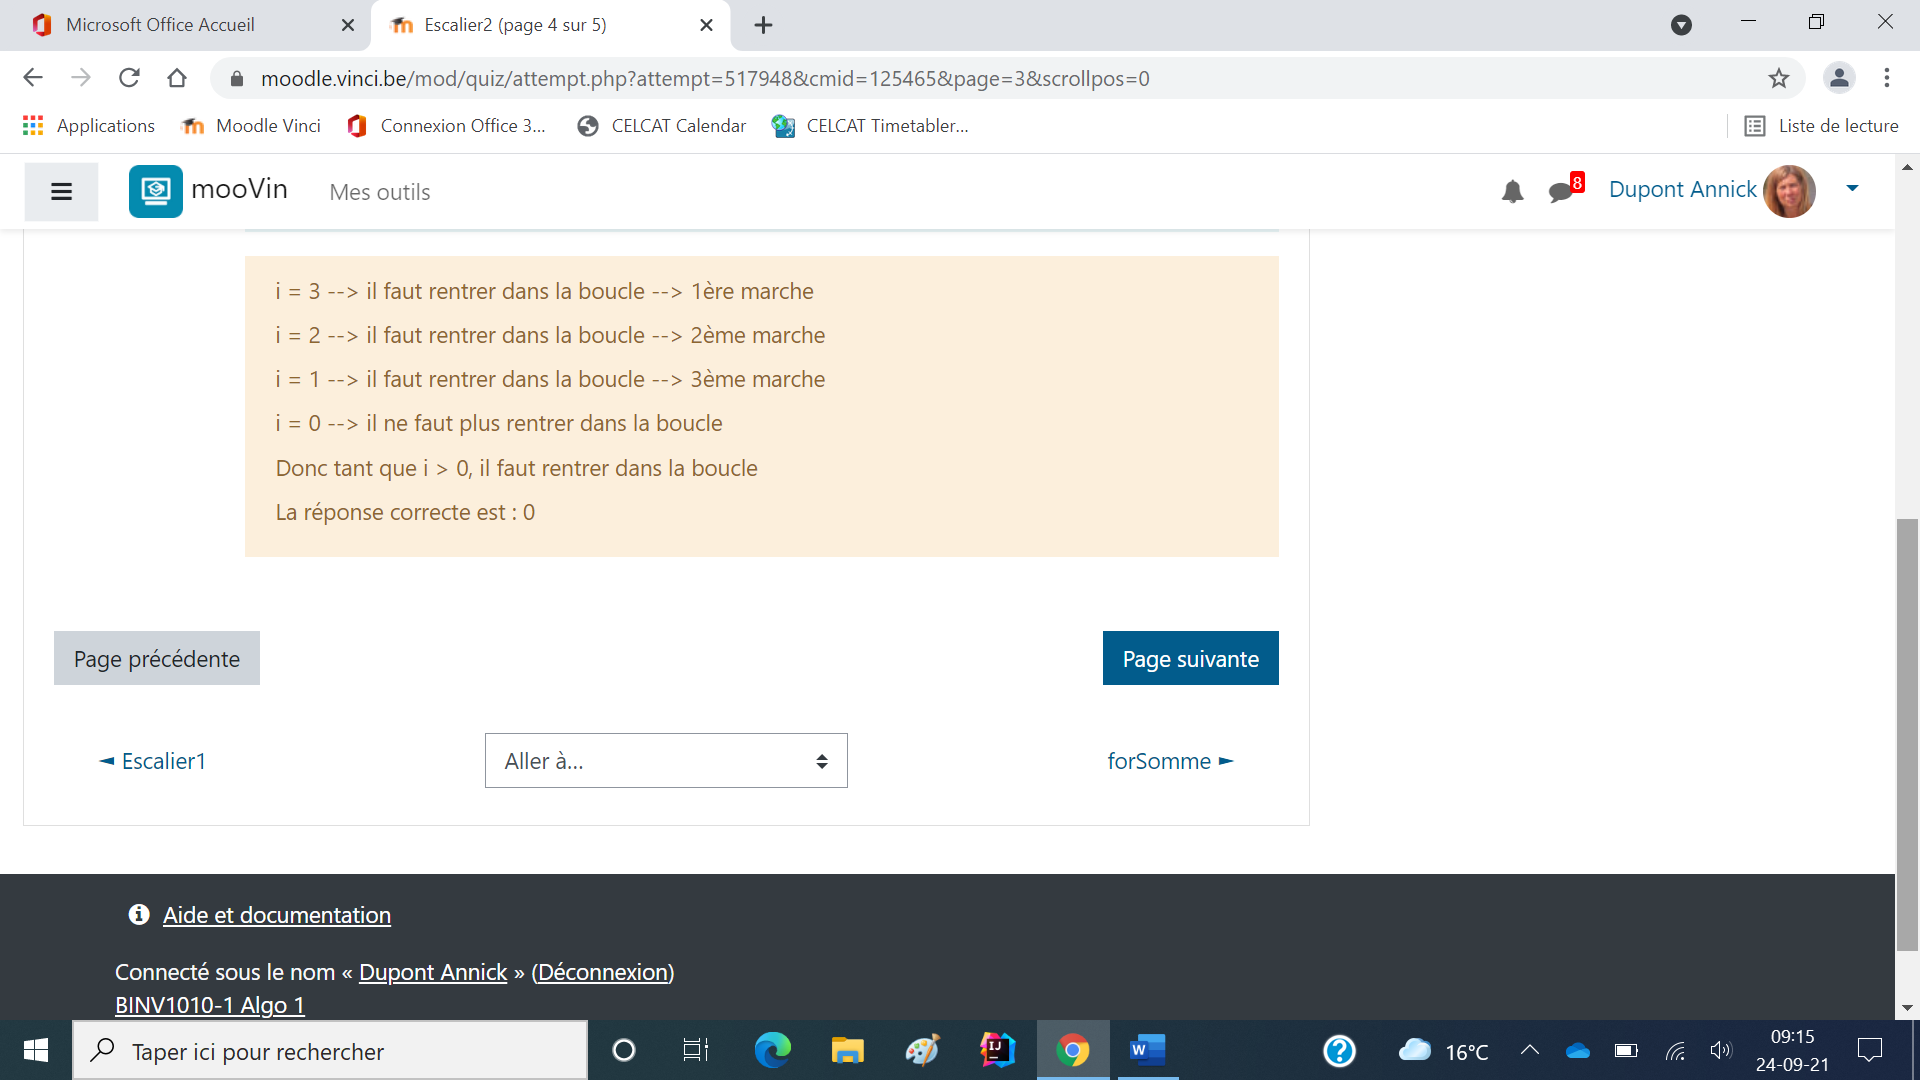 Microsoft Office Accueil
Escalier2 (page 4 sur 5)
moodle.vinci.be/mod/quiz/attempt.php?attempt=517948&cmid=125465&page=3&scrollpos=0
Applications
Moodle Vinci
Connexion Office 3...
CELCAT Calendar
CELCAT Timetabler...
Liste de lecture
mooVin
Mes outils
8
Dupont Annick
i = 3 --> il faut rentrer dans la boucle --> 1ère marche
i = 2 --> il faut rentrer dans la boucle --> 2ème marche
i = 1 --> il faut rentrer dans la boucle --> 3ème marche
i = 0 --> il ne faut plus rentrer dans la boucle
Donc tant que i > 0, il faut rentrer dans la boucle
La réponse correcte est : 0
Page précédente
Page suivante
◄ Escalier1
Aller à...
forSomme ►
Aide et documentation
Connecté sous le nom « Dupont Annick » (Déconnexion)
BINV1010-1 Algo 1
Taper ici pour rechercher
IJ
W
16°C
09:15
24-09-21